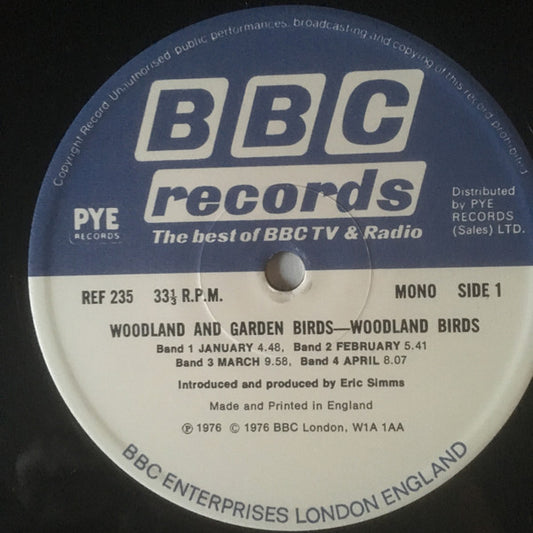 Copyright Record. Unauthorised public performances, broadcasting and copying of this record prohibited
BBC
records
The best of BBC TV & Radio
PYE
RECORDS
Distributed
by PYE
RECORDS
(Sales) LTD.
REF 235 33⅓ R.P.M. MONO SIDE 1
WOODLAND AND GARDEN BIRDS—WOODLAND BIRDS
Band 1 JANUARY 4.48, Band 2 FEBRUARY 5.41
Band 3 MARCH 9.58, Band 4 APRIL 8.07
Introduced and produced by Eric Simms
Made and Printed in England
℗ 1976 © 1976 BBC London, W1A 1AA
BBC ENTERPRISES LONDON ENGLAND